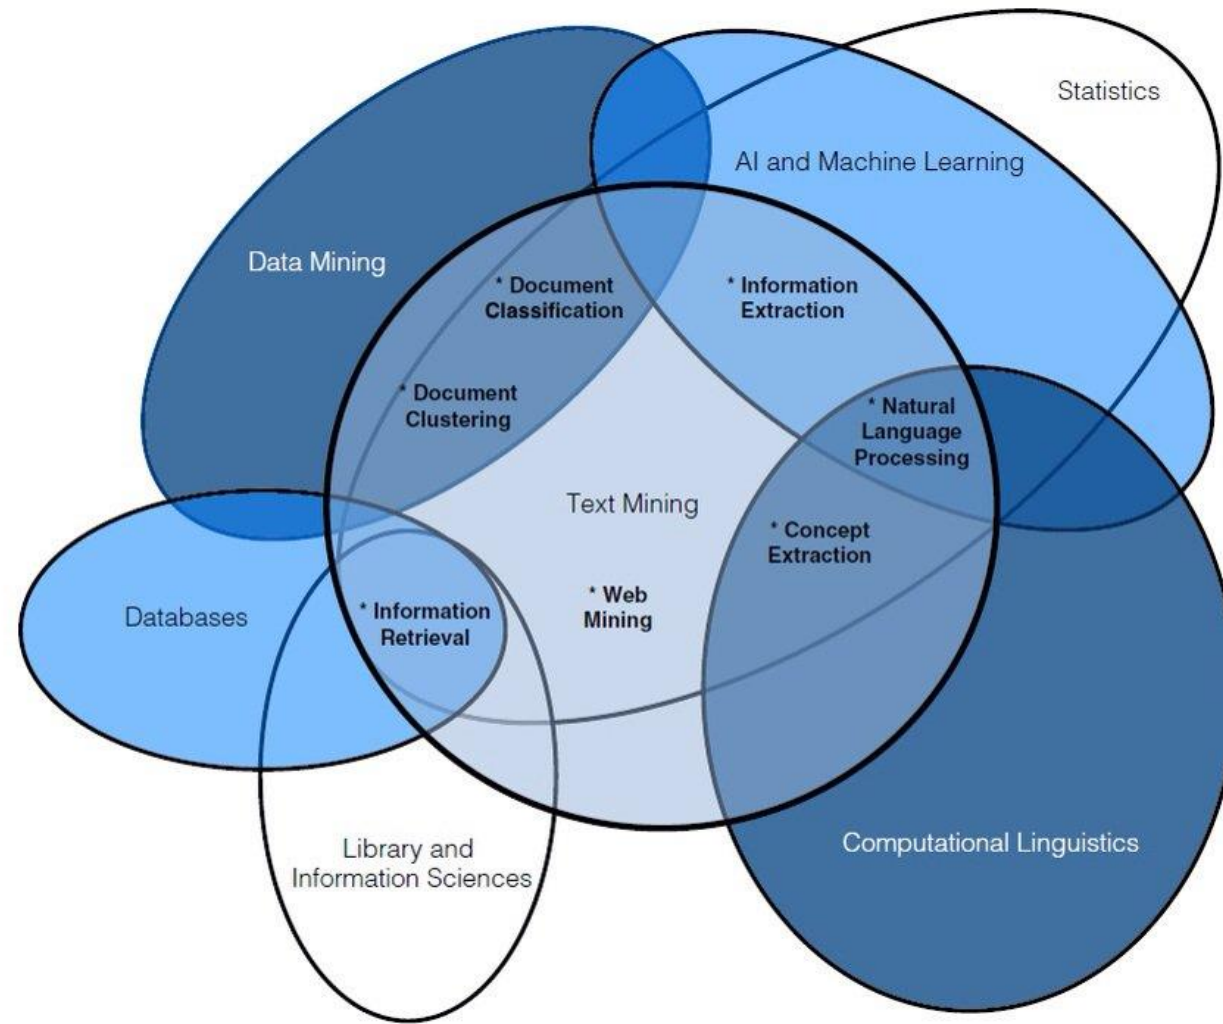 Statistics
AI and Machine Learning
Data Mining
* Document
Classification
* Information
Extraction
* Document
Clustering
* Natural
Language
Processing
Text Mining
* Concept
Extraction
* Web
Mining
Databases
* Information
Retrieval
Library and
Information Sciences
Computational Linguistics